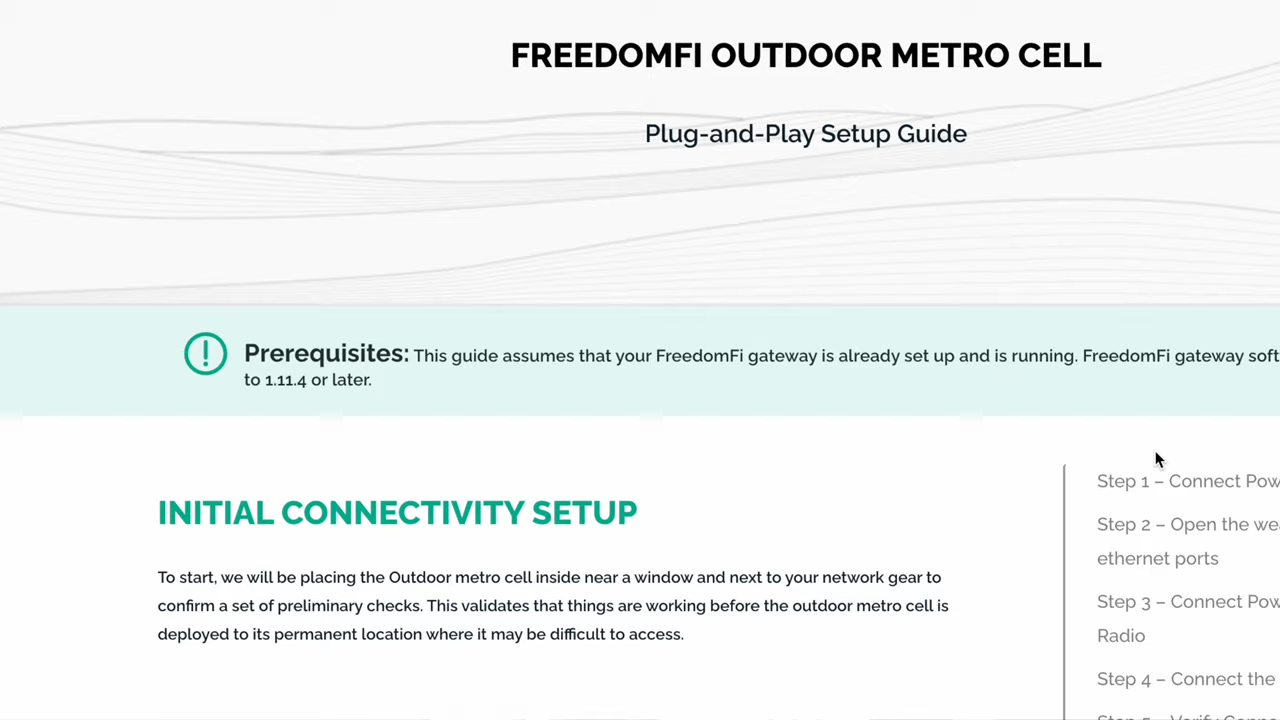 FREEDOMFI OUTDOOR METRO CELL
Plug-and-Play Setup Guide
Prerequisites: This guide assumes that your FreedomFi gateway is already set up and is running. FreedomFi gateway
to 1.11.4 or later.
INITIAL CONNECTIVITY SETUP
To start, we will be placing the Outdoor metro cell inside near a window and next to your network gear to
confirm a set of preliminary checks. This validates that things are working before the outdoor metro cell is
deployed to its permanent location where it may be difficult to access.
Step 1 – Connect
Step 2 – Open the
ethernet ports
Step 3 – Connect
Radio
Step 4 – Connect the